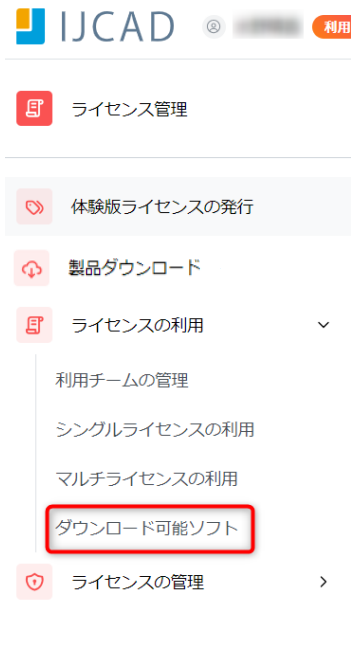 IJCAD
利用
ライセンス管理
体験版ライセンスの発行
製品ダウンロード
ライセンスの利用
利用チームの管理
シングルライセンスの利用
マルチライセンスの利用
ダウンロード可能ソフト
ライセンスの管理